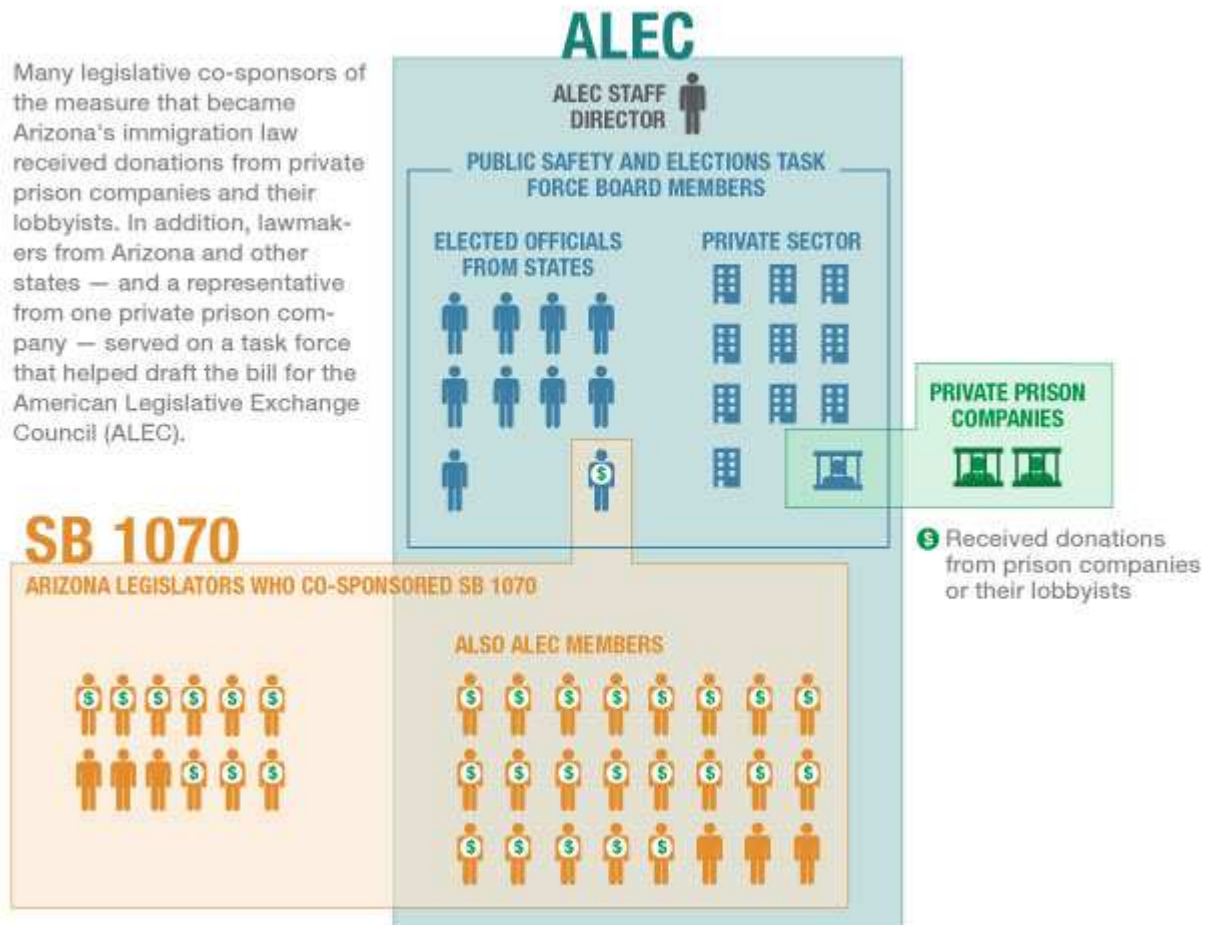 ALEC
Many legislative co-sponsors of
the measure that became
Arizona's immigration law
received donations from private
prison companies and their
lobbyists. In addition, lawmak-
ers from Arizona and other
states — and a representative
from one private prison com-
pany — served on a task force
that helped draft the bill for the
American Legislative Exchange
Council (ALEC).
ALEC STAFF
DIRECTOR
PUBLIC SAFETY AND ELECTIONS TASK
FORCE BOARD MEMBERS
ELECTED OFFICIALS
FROM STATES
PRIVATE SECTOR
PRIVATE PRISON
COMPANIES
$
$ Received donations
from prison companies
or their lobbyists
SB 1070
ARIZONA LEGISLATORS WHO CO-SPONSORED SB 1070
ALSO ALEC MEMBERS
$ $ $ $ $ $
$ $ $
$ $ $ $ $ $ $ $
$ $ $ $ $ $ $ $
$ $ $ $ $